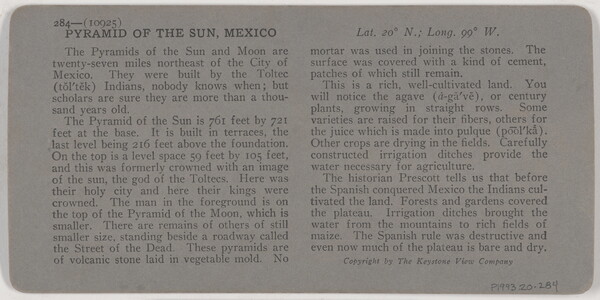 284—(10925)
PYRAMID OF THE SUN, MEXICO
Lat. 20° N.; Long. 99° W.
The Pyramids of the Sun and Moon are
twenty-seven miles northeast of the City of
Mexico. They were built by the Toltec
(tŏl'tĕk) Indians, nobody knows when; but
scholars are sure they are more than a thou-
sand years old.
The Pyramid of the Sun is 761 feet by 721
feet at the base. It is built in terraces, the
last level being 216 feet above the foundation.
On the top is a level space 59 feet by 105 feet,
and this was formerly crowned with an image
of the sun, the god of the Toltecs. Here was
their holy city and here their kings were
crowned. The man in the foreground is on
the top of the Pyramid of the Moon, which is
smaller. There are remains of others of still
smaller size, standing beside a roadway called
the Street of the Dead. These pyramids are
of volcanic stone laid in vegetable mold. No
mortar was used in joining the stones. The
surface was covered with a kind of cement,
patches of which still remain.
This is a rich, well-cultivated land. You
will notice the agave (ȧ-gā'vē), or century
plants, growing in straight rows. Some
varieties are raised for their fibers, others for
the juice which is made into pulque (po͞ol'kā).
Other crops are drying in the fields. Carefully
constructed irrigation ditches provide the
water necessary for agriculture.
The historian Prescott tells us that before
the Spanish conquered Mexico the Indians cul-
tivated the land. Forests and gardens covered
the plateau. Irrigation ditches brought the
water from the mountains to rich fields of
maize. The Spanish rule was destructive and
even now much of the plateau is bare and dry.
Copyright by The Keystone View Company
P1993.20.284